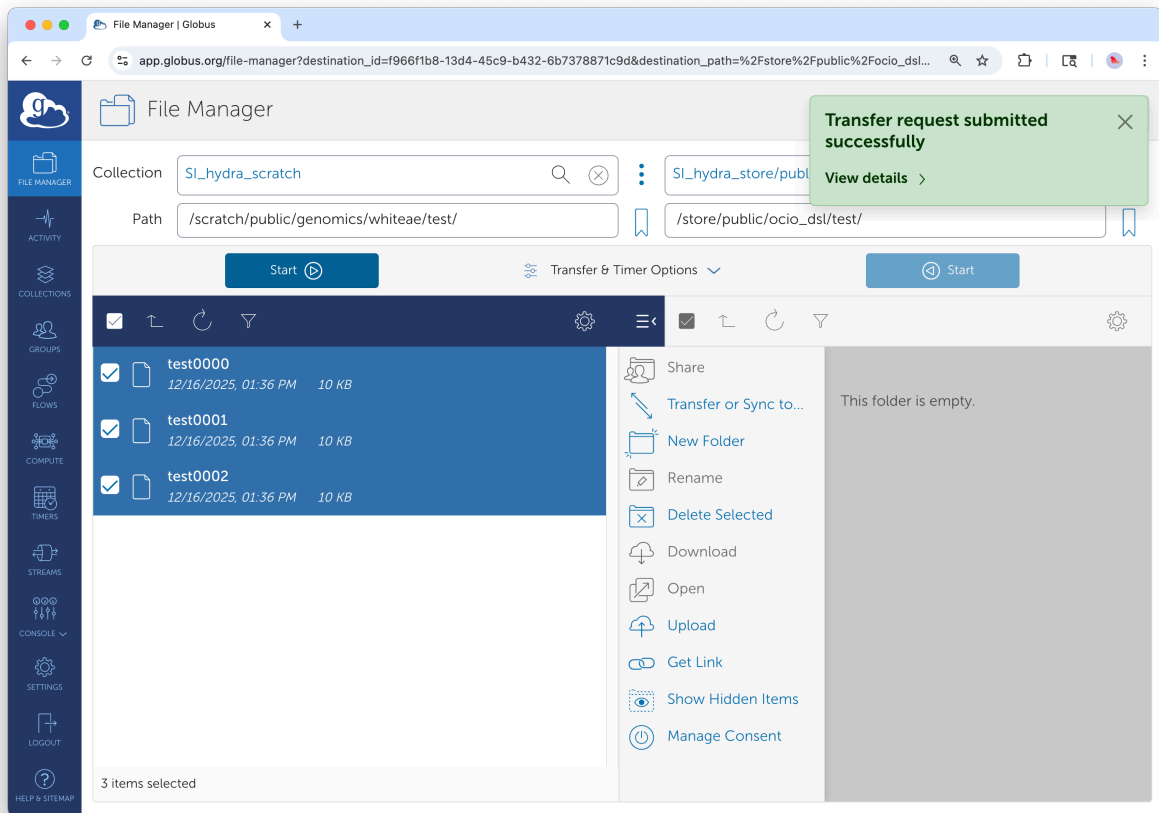 File Manager | Globus
app.globus.org/file-manager?destination_id=f966f1b8-13d4-45c9-b432-6b7378871c9d&destination_path=%2Fstore%2Fpublic%2Focio_dsl...
g
File Manager
Transfer request submitted
successfully
View details
Collection
SI_hydra_scratch
SI_hydra_store/publ
Path
/scratch/public/genomics/whiteae/test/
/store/public/ocio_dsl/test/
Start
Transfer & Timer Options
Start
FILE MANAGER
ACTIVITY
COLLECTIONS
GROUPS
FLOWS
COMPUTE
TIMERS
STREAMS
CONSOLE
SETTINGS
LOGOUT
HELP & SITEMAP
test0000
12/16/2025, 01:36 PM 10 KB
test0001
12/16/2025, 01:36 PM 10 KB
test0002
12/16/2025, 01:36 PM 10 KB
3 items selected
Share
Transfer or Sync to...
New Folder
Rename
Delete Selected
Download
Open
Upload
Get Link
Show Hidden Items
Manage Consent
This folder is empty.